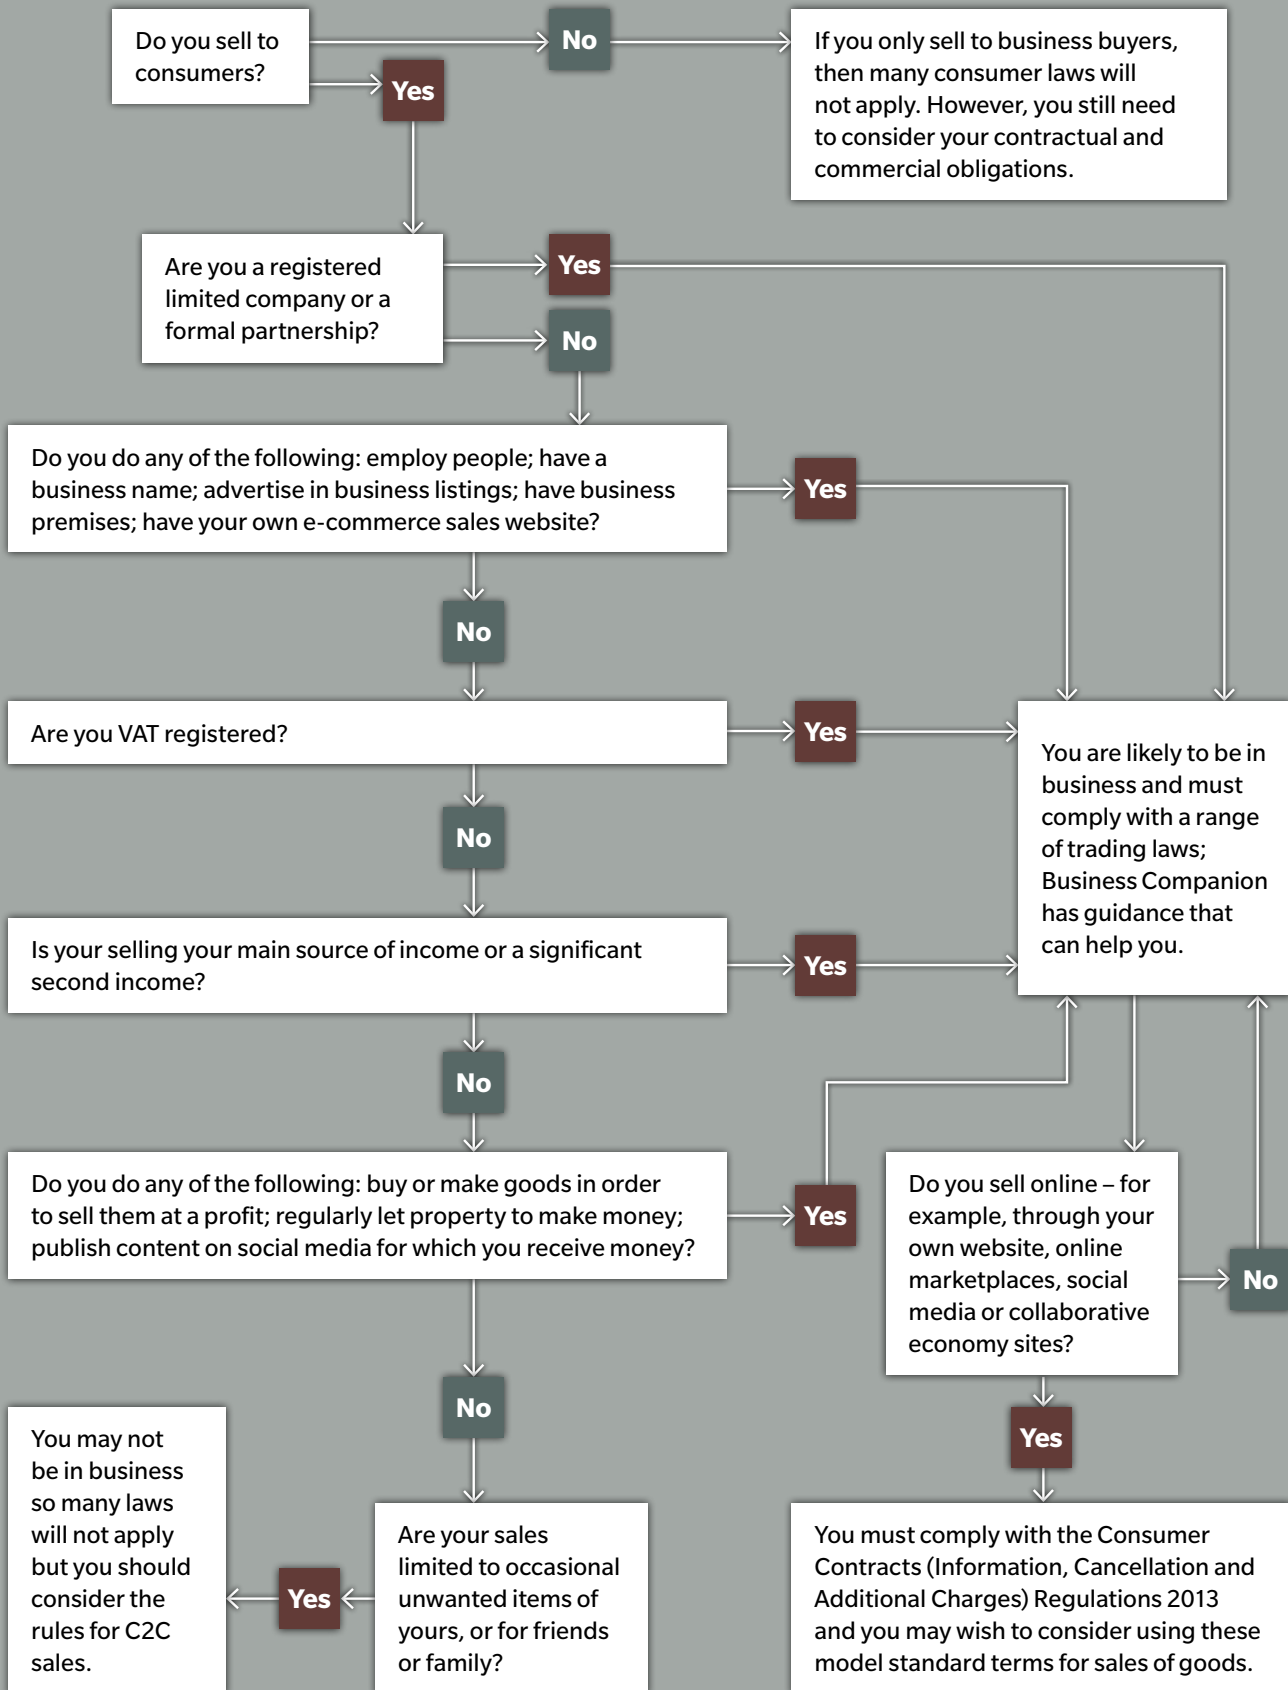 Do you sell to
consumers?
No
If you only sell to business buyers,
then many consumer laws will
not apply. However, you still need
to consider your contractual and
commercial obligations.
Yes
Are you a registered
limited company or a
formal partnership?
Yes
No
Do you do any of the following: employ people; have a
business name; advertise in business listings; have business
premises; have your own e-commerce sales website?
Yes
No
Are you VAT registered?
Yes
You are likely to be in
business and must
comply with a range
of trading laws;
Business Companion
has guidance that
can help you.
No
Is your selling your main source of income or a significant
second income?
Yes
No
Do you do any of the following: buy or make goods in order
to sell them at a profit; regularly let property to make money;
publish content on social media for which you receive money?
Yes
Do you sell online – for
example, through your
own website, online
marketplaces, social
media or collaborative
economy sites?
No
No
Yes
You may not
be in business
so many laws
will not apply
but you should
consider the
rules for C2C
sales.
Yes
Are your sales
limited to occasional
unwanted items of
yours, or for friends
or family?
You must comply with the Consumer
Contracts (Information, Cancellation and
Additional Charges) Regulations 2013
and you may wish to consider using these
model standard terms for sales of goods.